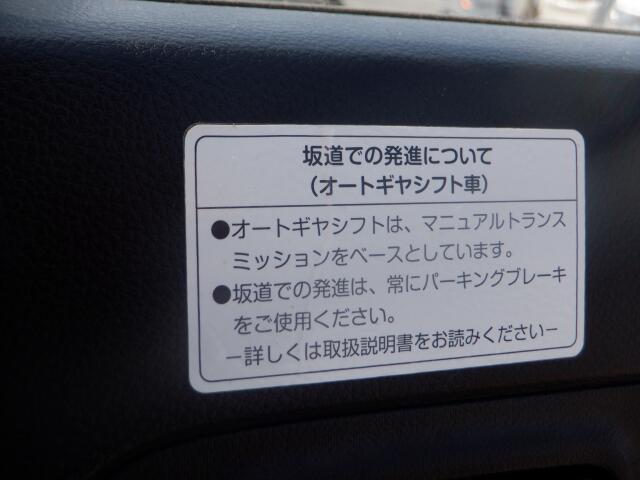 坂道での発進について
（オートギヤシフト車）
●オートギヤシフトは、マニュアルトランス
ミッションをベースとしています。
●坂道での発進は、常にパーキングブレーキ
をご使用ください。
ー詳しくは取扱説明書をお読みくださいー